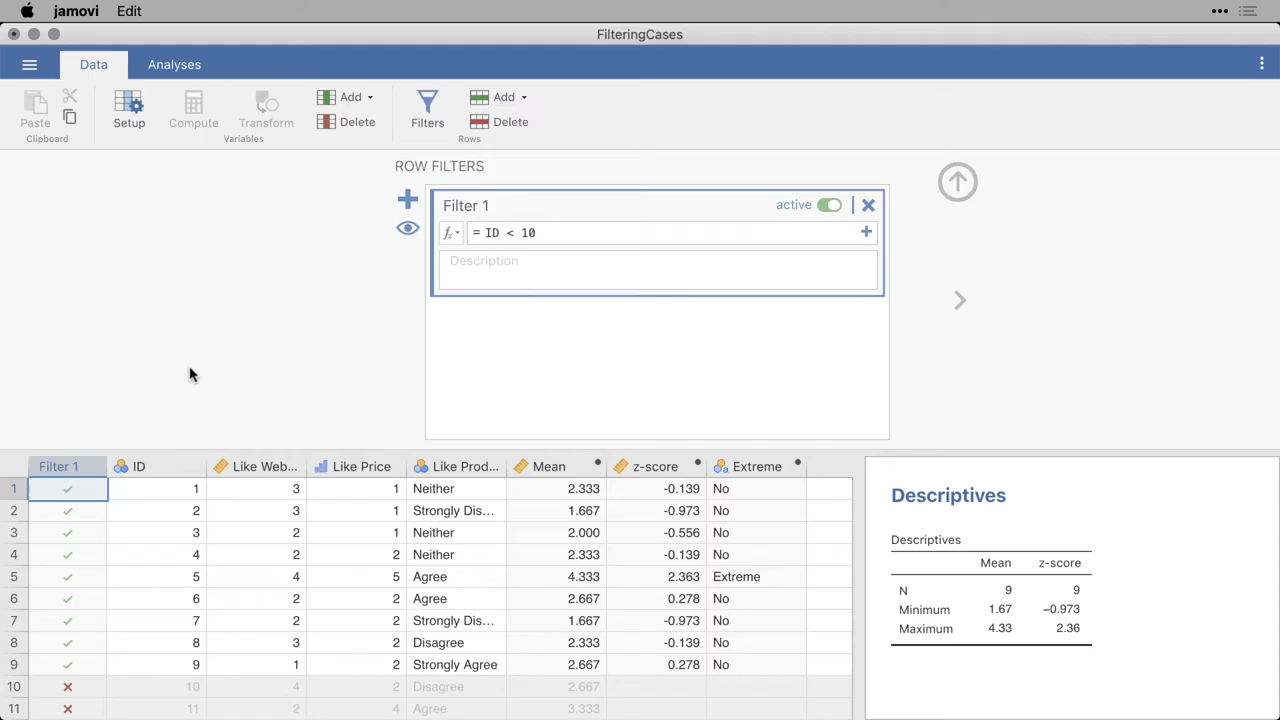 jamovi Edit
FilteringCases
Data Analyses
Paste
Clipboard
Setup Compute Transform
Add
Delete
Variables
Filters
Add
Delete
Rows
ROW FILTERS
Filter 1 active
fx = ID < 10
Description
Filter 1 ID Like Web... Like Price Like Prod... Mean z-score Extreme
1 1 3 1 Neither 2.333 -0.139 No
2 2 3 1 Strongly Dis... 1.667 -0.973 No
3 3 2 1 Neither 2.000 -0.556 No
4 4 2 2 Neither 2.333 -0.139 No
5 5 4 5 Agree 4.333 2.363 Extreme
6 6 2 2 Agree 2.667 0.278 No
7 7 2 2 Strongly Dis... 1.667 -0.973 No
8 8 3 2 Disagree 2.333 -0.139 No
9 9 1 2 Strongly Agree 2.667 0.278 No
10 10 4 2 Disagree 2.667
11 11 2 4 Agree 3.333
Descriptives
Descriptives
Mean z-score
N 9 9
Minimum 1.67 −0.973
Maximum 4.33 2.36